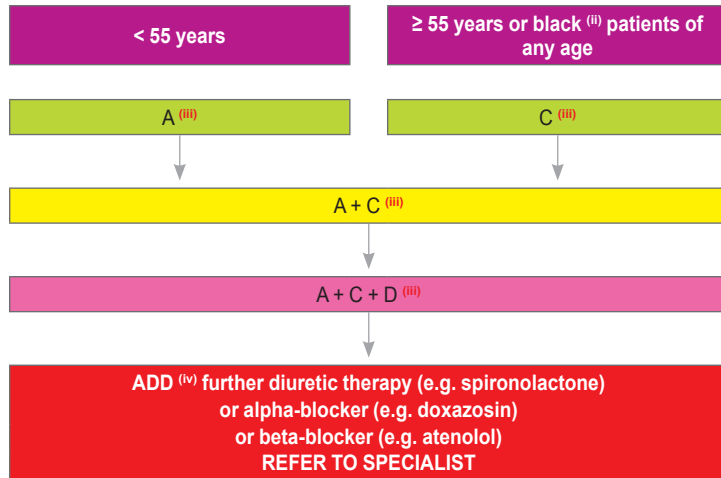 < 55 years
≥ 55 years or black (ii) patients of
any age
A (iii)
C (iii)
A + C (iii)
A + C + D (iii)
ADD (iv) further diuretic therapy (e.g. spironolactone)
or alpha-blocker (e.g. doxazosin)
or beta-blocker (e.g. atenolol)
REFER TO SPECIALIST